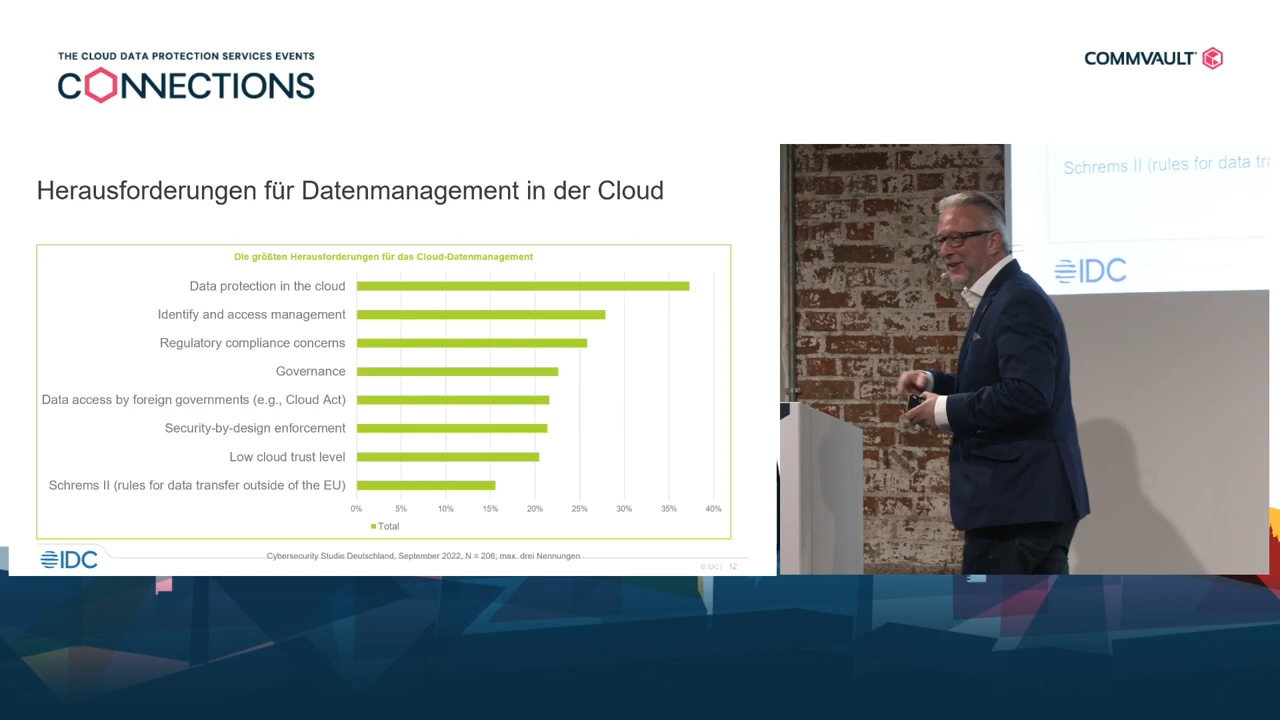 THE CLOUD DATA PROTECTION SERVICES EVENTS
CONNECTIONS
COMMVAULT
Herausforderungen für Datenmanagement in der Cloud
Die größten Herausforderungen für das Cloud-Datenmanagement
Data protection in the cloud
Identify and access management
Regulatory compliance concerns
Governance
Data access by foreign governments (e.g., Cloud Act)
Security-by-design enforcement
Low cloud trust level
Schrems II (rules for data transfer outside of the EU)
0% 5% 10% 15% 20% 25% 30% 35% 40%
Total
IDC
Cybersecurity Studie Deutschland, September 2022, N = 206; max. drei Nennungen
© IDC | 12
Schrems II (rules for data tra
IDC